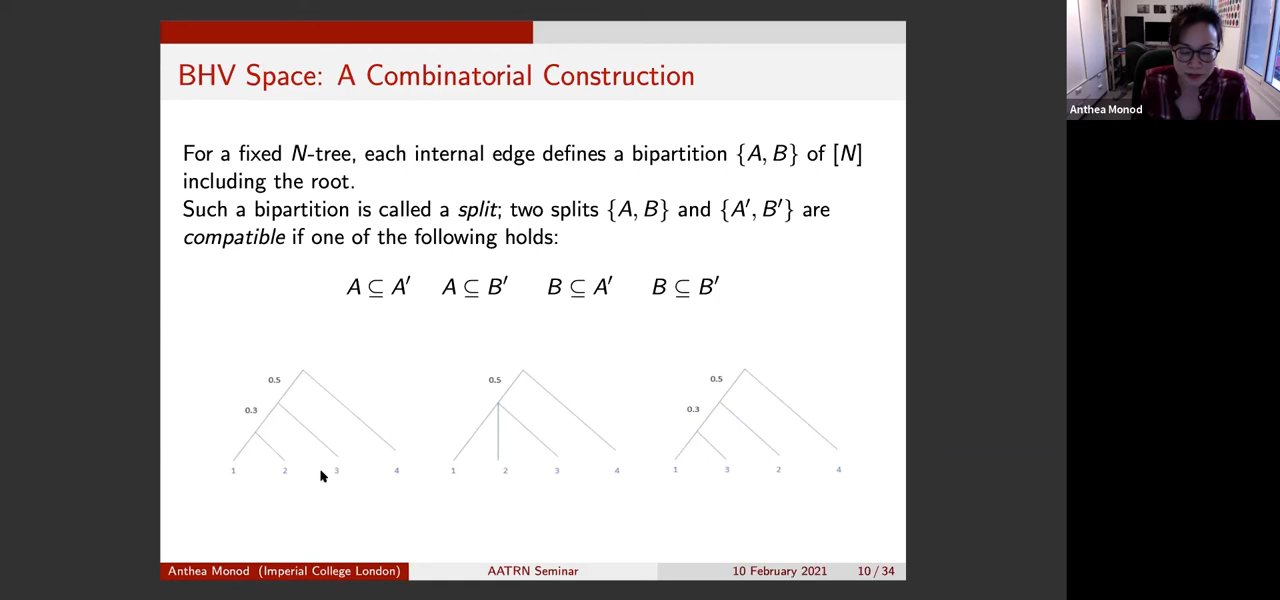 BHV Space: A Combinatorial Construction
Anthea Monod
For a fixed N-tree, each internal edge defines a bipartition {A, B} of [N]
including the root.
Such a bipartition is called a split; two splits {A, B} and {A′, B′} are
compatible if one of the following holds:
A ⊆ A′ A ⊆ B′ B ⊆ A′ B ⊆ B′
0.5 0.5 0.5
0.3 0.3
1 2 3 4 1 2 3 4 1 3 2 4
Anthea Monod (Imperial College London) AATRN Seminar 10 February 2021 10 / 34